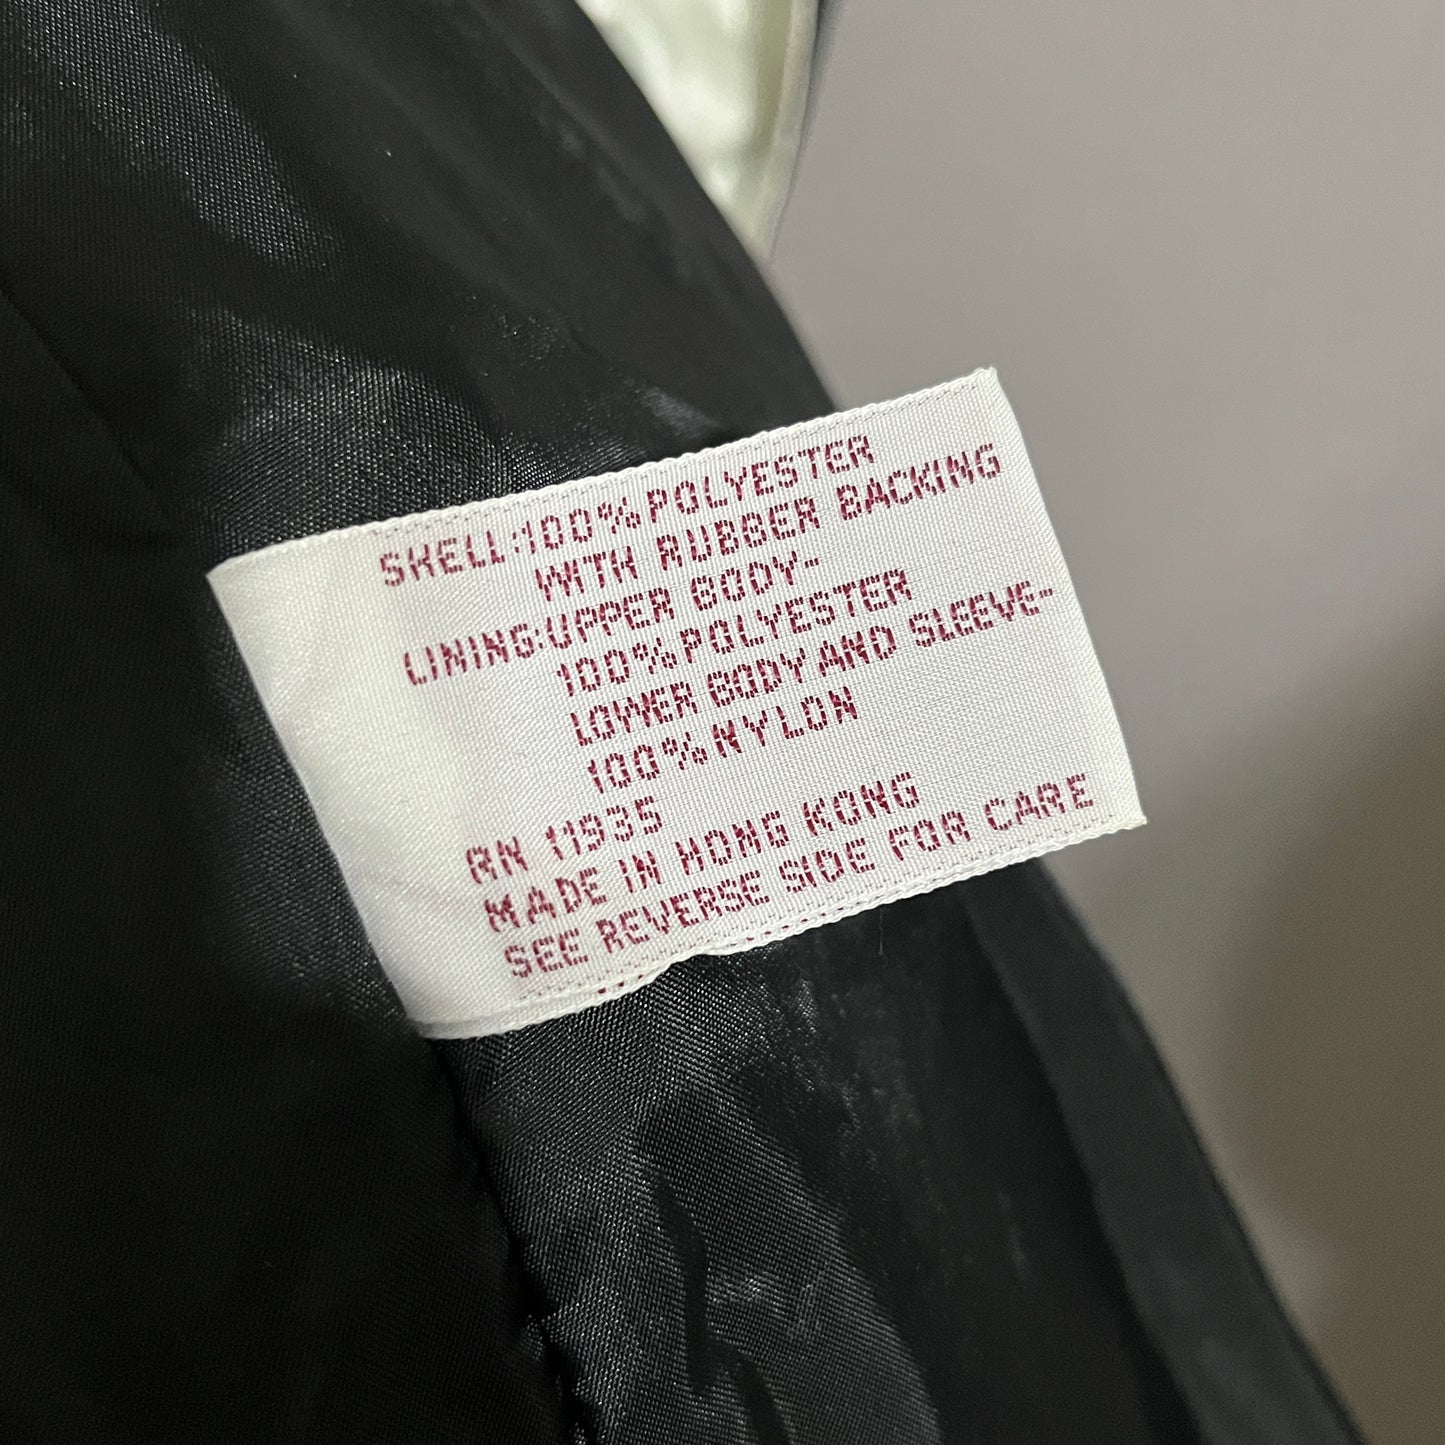 SHELL:100% POLYESTER
WITH RUBBER BACKING
LINING:UPPER BODY-
100% POLYESTER
LOWER BODY AND SLEEVE-
100% NYLON
RN 11935
MADE IN HONG KONG
SEE REVERSE SIDE FOR CARE